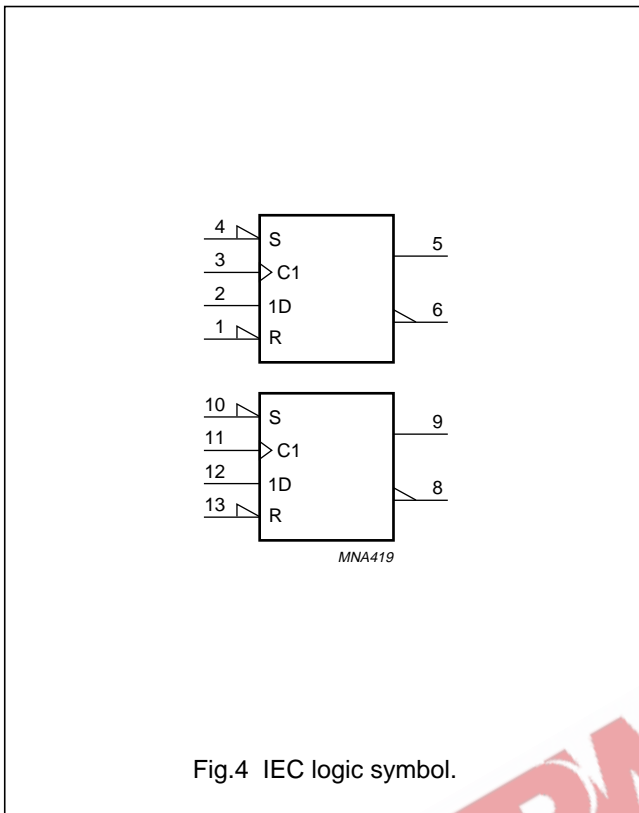 4 S 5
3 C1
2 1D 6
1 R
10 S 9
11 C1
12 1D 8
13 R
MNA419
Fig.4 IEC logic symbol.